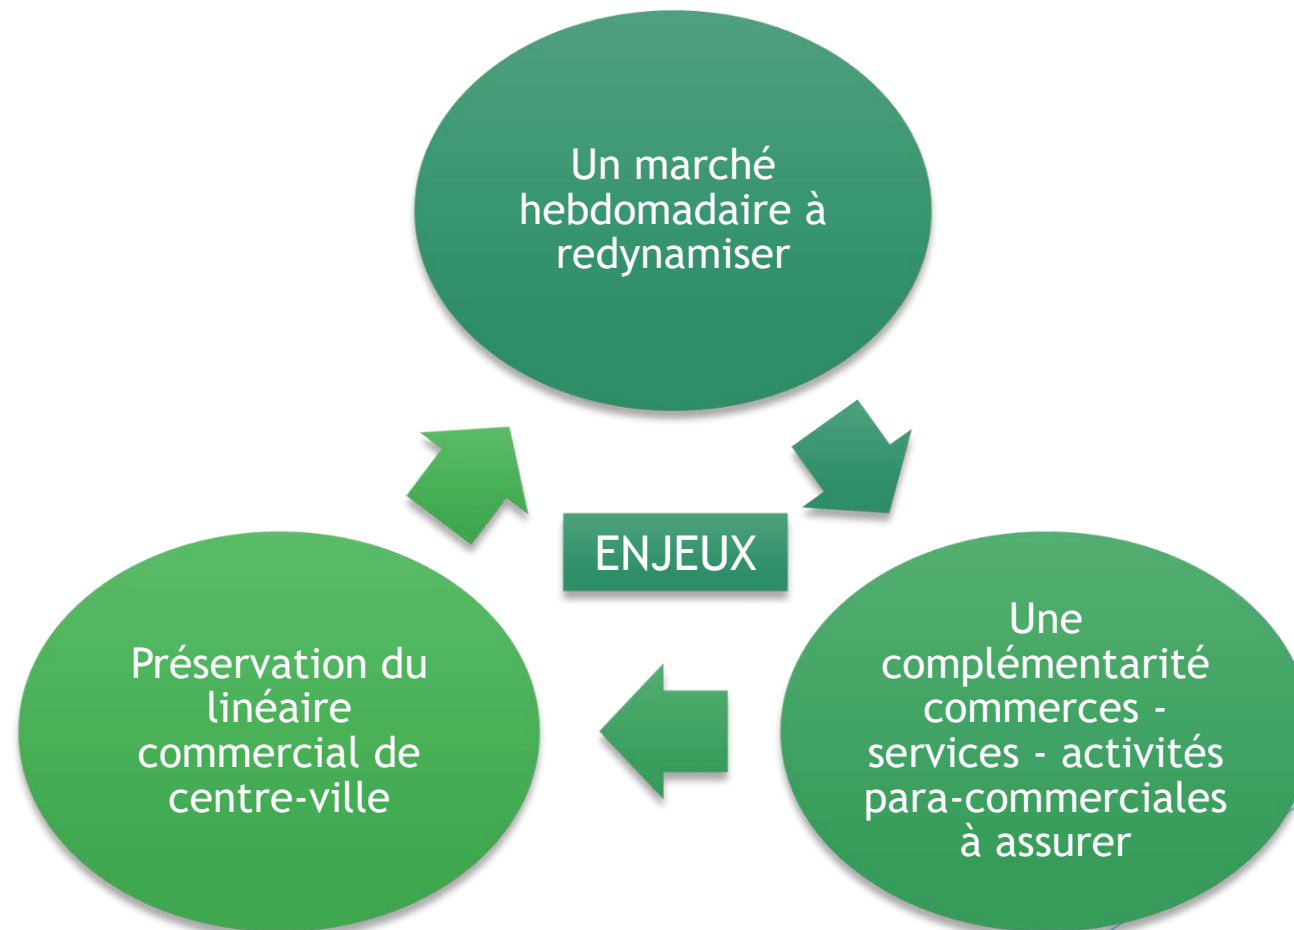 Un marché
hebdomadaire à
redynamiser
ENJEUX
Une
complémentarité
commerces -
services - activités
para-commerciales
à assurer
Préservation du
linéaire
commercial de
centre-ville